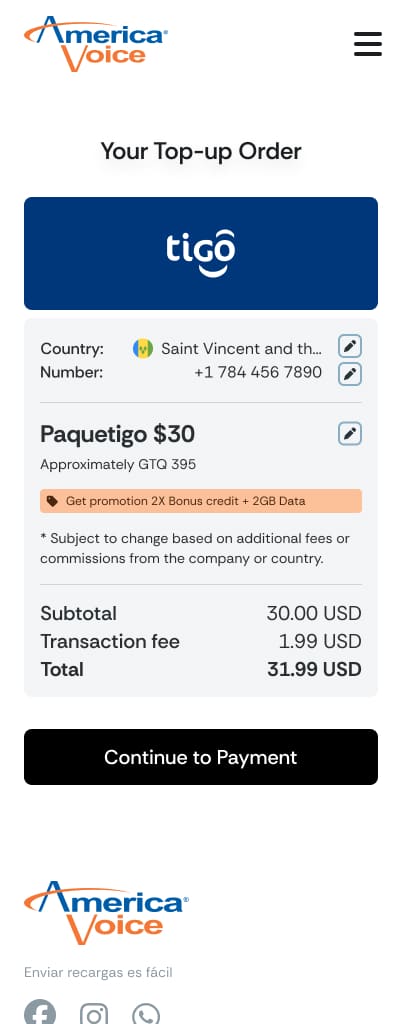 America®
Voice
Your Top-up Order
tigo
Country: Saint Vincent and th...
Number: +1 784 456 7890
Paquetigo $30
Approximately GTQ 395
Get promotion 2X Bonus credit + 2GB Data
* Subject to change based on additional fees or
commissions from the company or country.
Subtotal 30.00 USD
Transaction fee 1.99 USD
Total 31.99 USD
Continue to Payment
America®
Voice
Enviar recargas es fácil